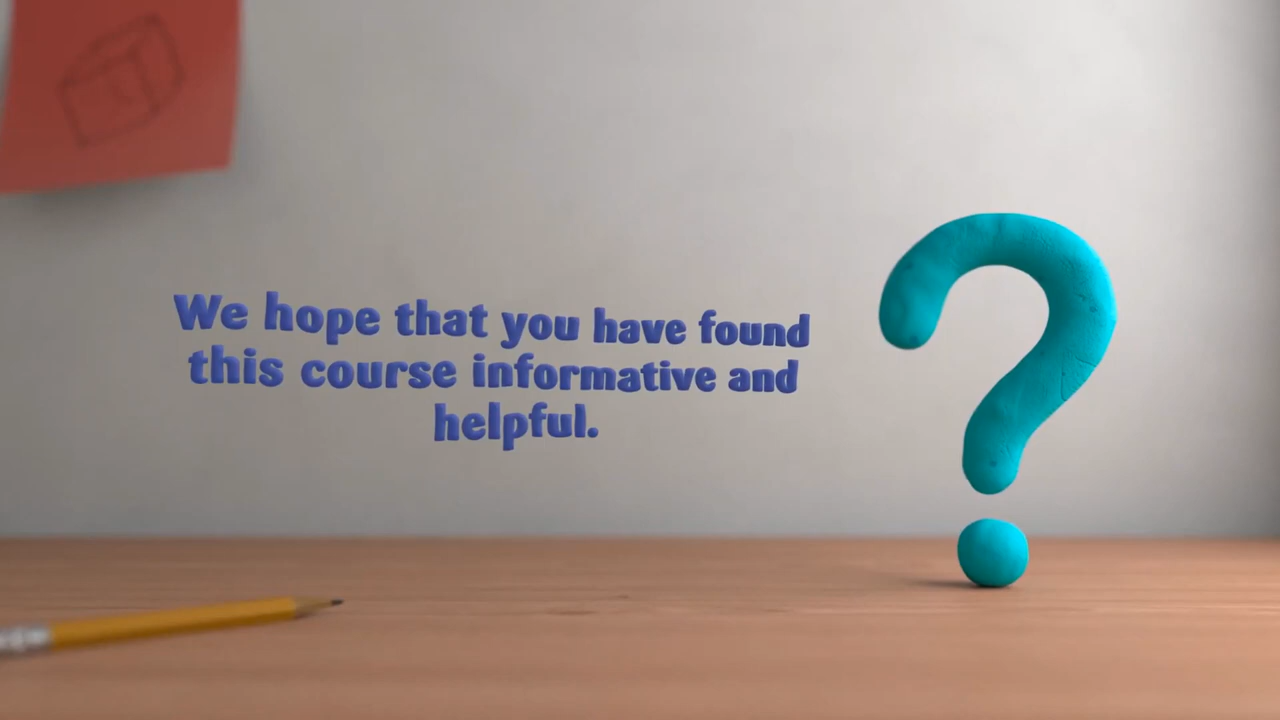 We hope that you have found
this course informative and
helpful.